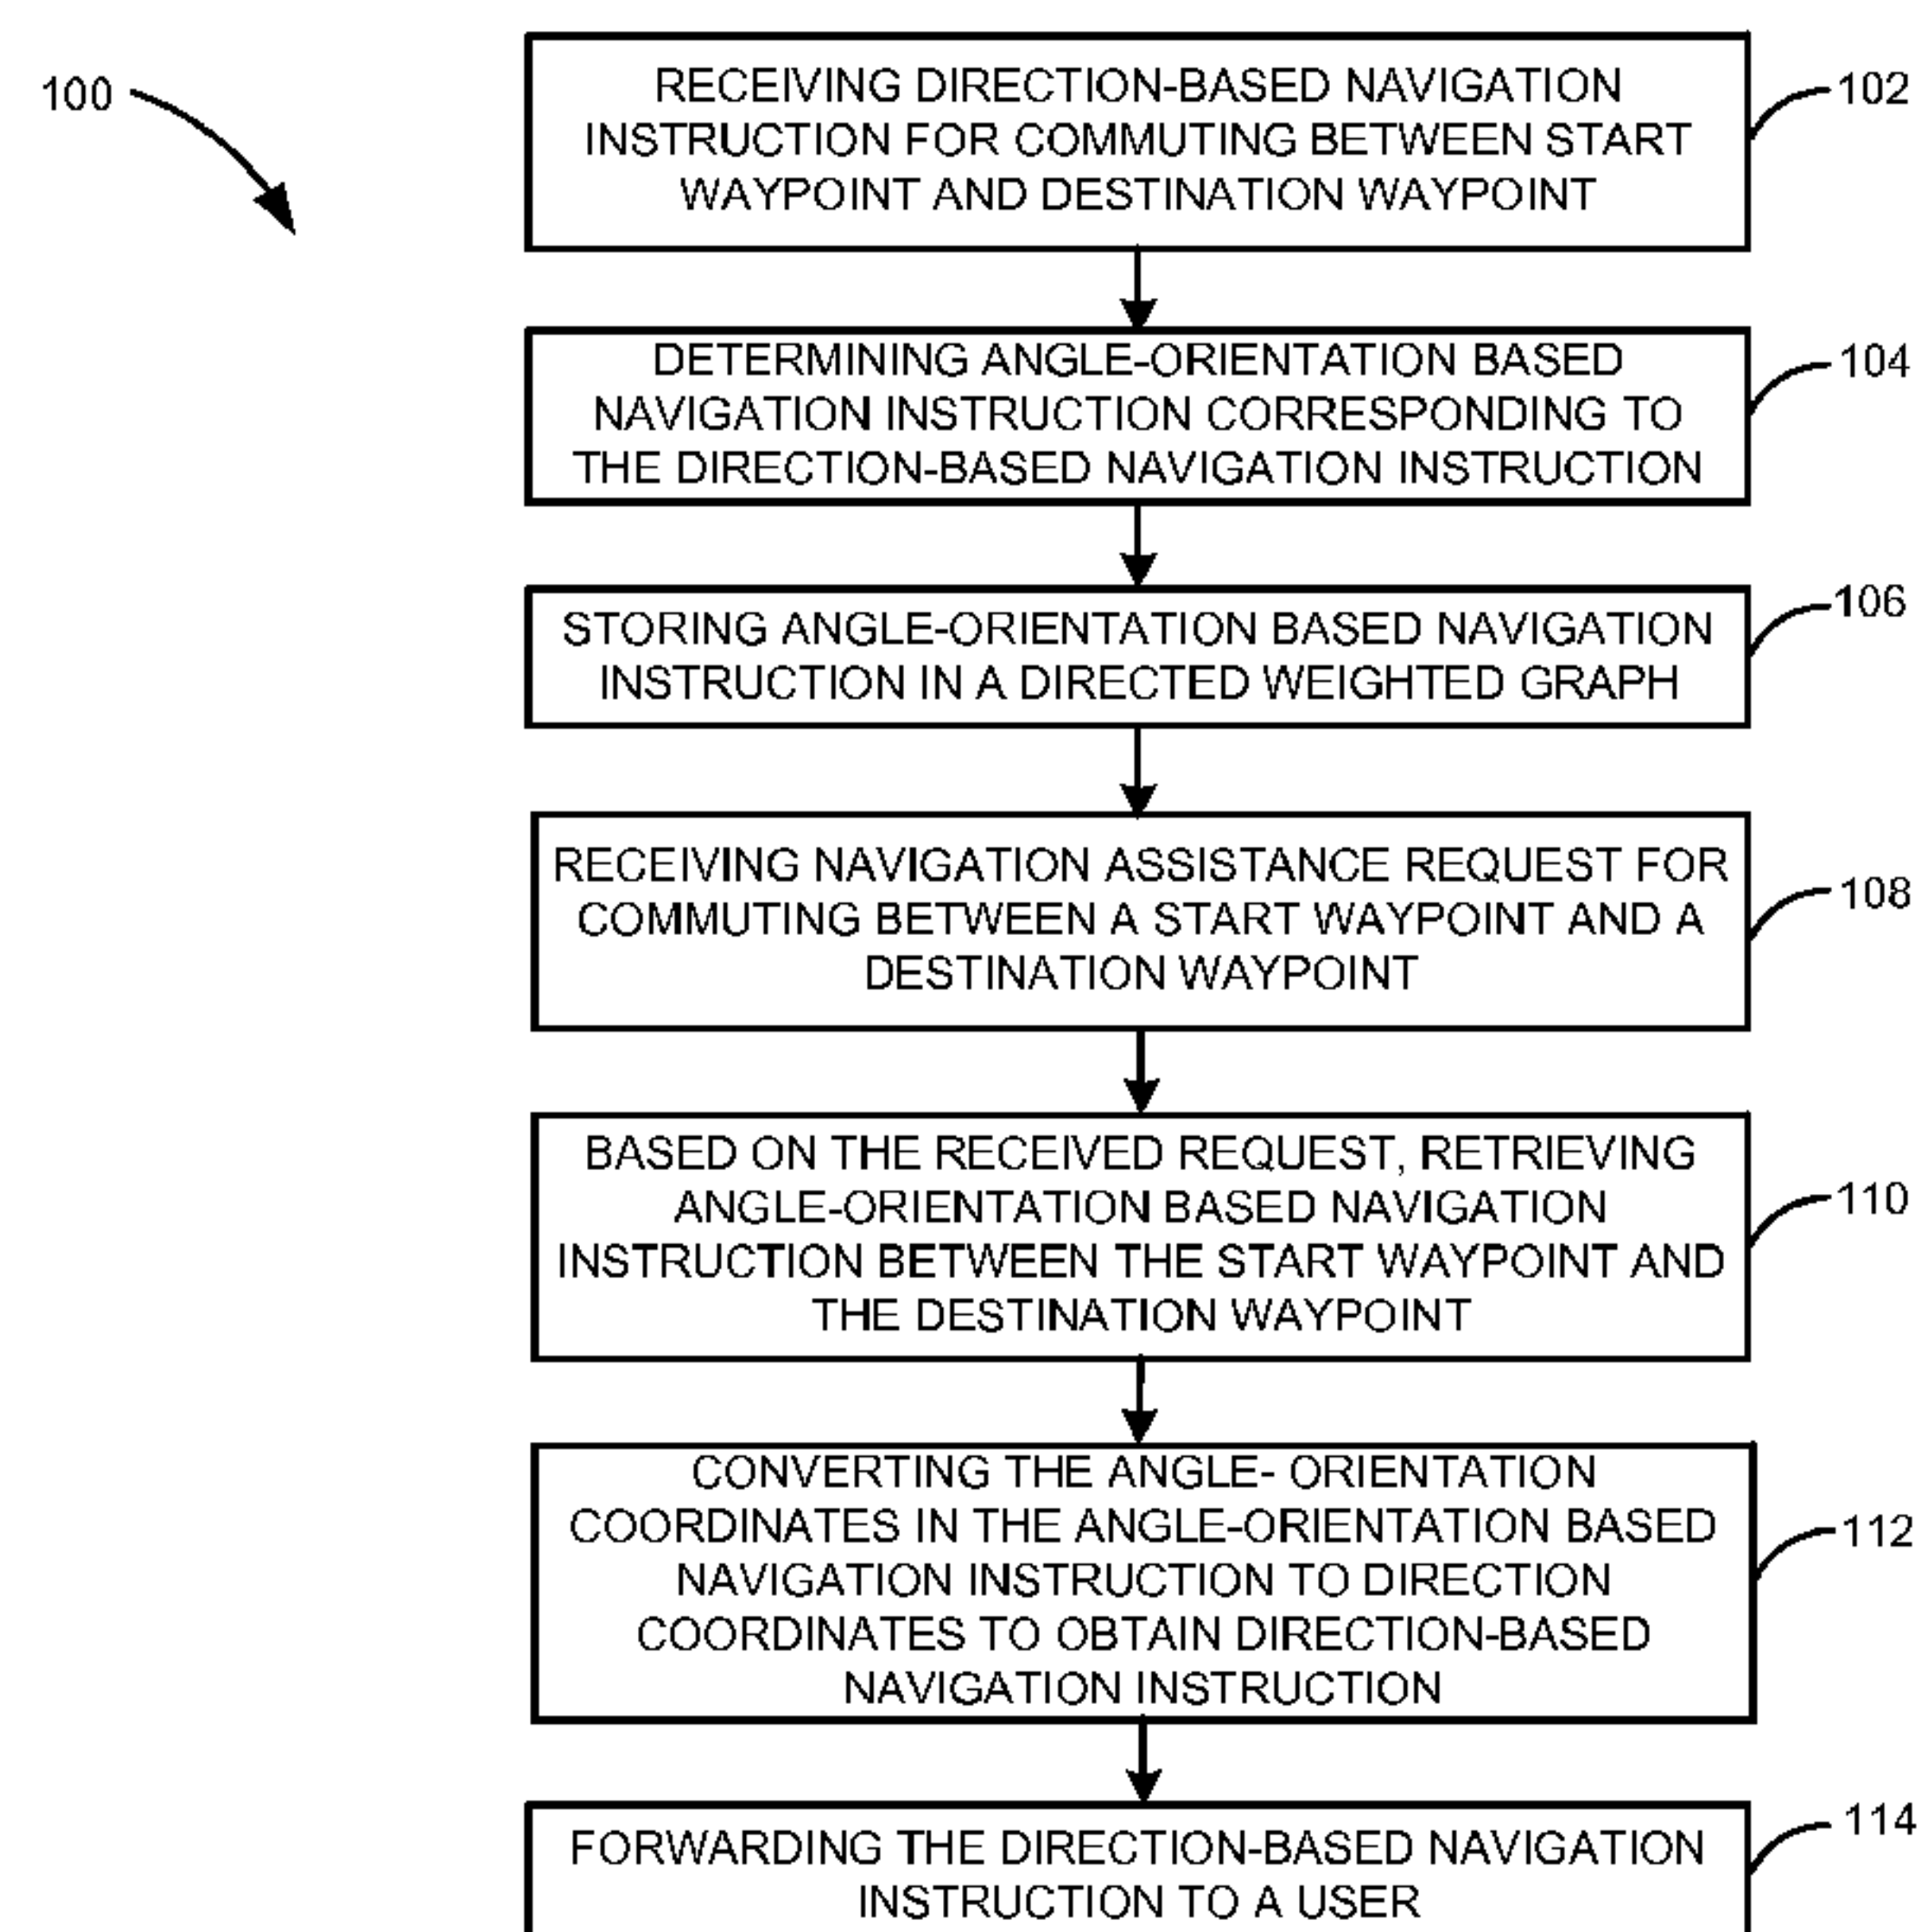 100
RECEIVING DIRECTION-BASED NAVIGATION
INSTRUCTION FOR COMMUTING BETWEEN START
WAYPOINT AND DESTINATION WAYPOINT
102
DETERMINING ANGLE-ORIENTATION BASED
NAVIGATION INSTRUCTION CORRESPONDING TO
THE DIRECTION-BASED NAVIGATION INSTRUCTION
104
STORING ANGLE-ORIENTATION BASED NAVIGATION
INSTRUCTION IN A DIRECTED WEIGHTED GRAPH
106
RECEIVING NAVIGATION ASSISTANCE REQUEST FOR
COMMUTING BETWEEN A START WAYPOINT AND A
DESTINATION WAYPOINT
108
BASED ON THE RECEIVED REQUEST, RETRIEVING
ANGLE-ORIENTATION BASED NAVIGATION
INSTRUCTION BETWEEN THE START WAYPOINT AND
THE DESTINATION WAYPOINT
110
CONVERTING THE ANGLE- ORIENTATION
COORDINATES IN THE ANGLE-ORIENTATION BASED
NAVIGATION INSTRUCTION TO DIRECTION
COORDINATES TO OBTAIN DIRECTION-BASED
NAVIGATION INSTRUCTION
112
FORWARDING THE DIRECTION-BASED NAVIGATION
INSTRUCTION TO A USER
114